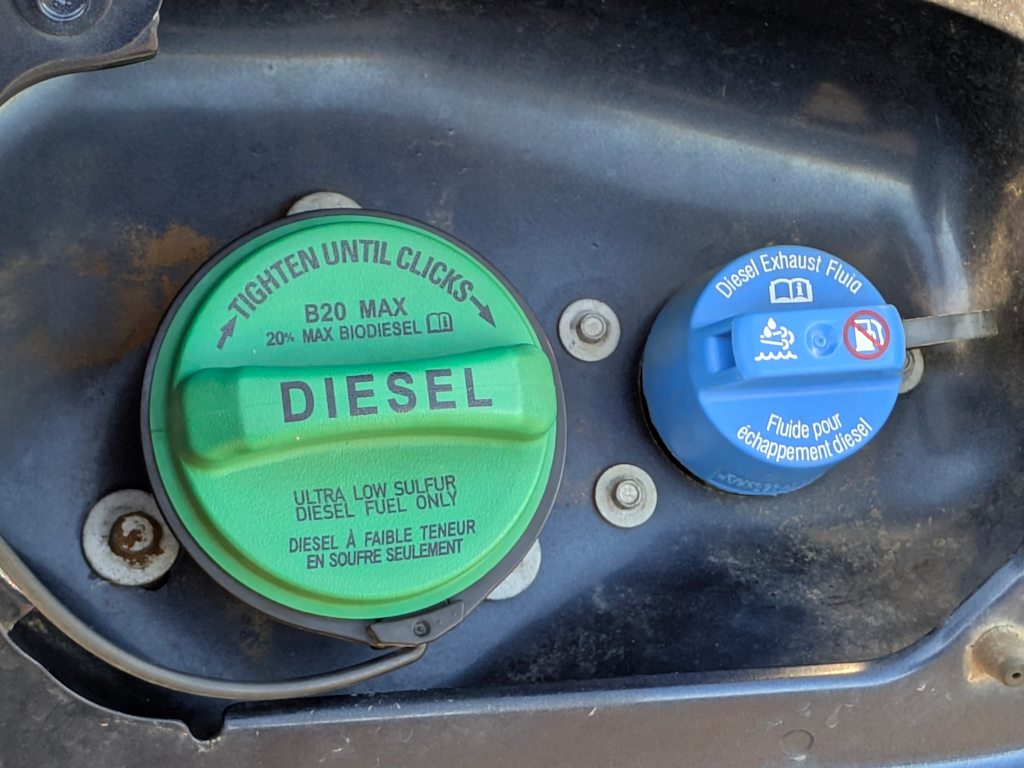 TIGHTEN UNTIL CLICKS
B20 MAX
20% MAX BIODIESEL
DIESEL
ULTRA LOW SULFUR
DIESEL FUEL ONLY
DIESEL À FAIBLE TENEUR
EN SOUFRE SEULEMENT
Diesel Exhaust Fluid
Fluide pour
échappement diesel